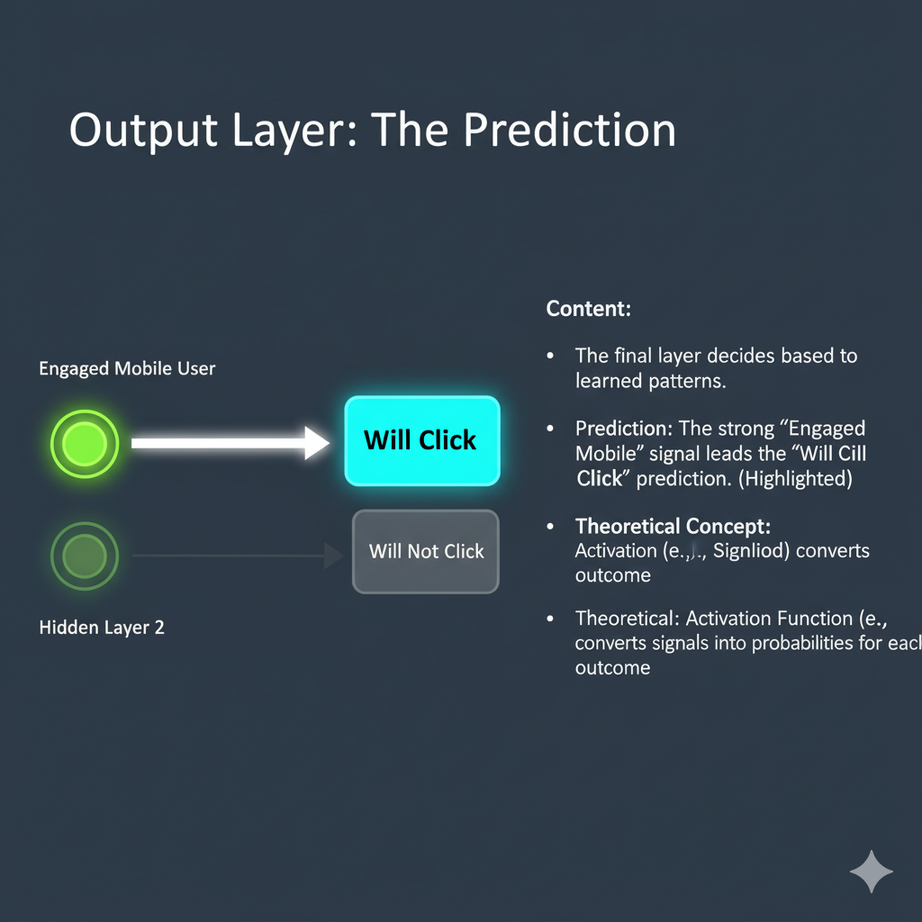 Output Layer: The Prediction
Engaged Mobile User
Will Click
Will Not Click
Hidden Layer 2
Content:
• The final layer decides based to
learned patterns.
• Prediction: The strong “Engaged
Mobile” signal leads the “Will Cill
Click” prediction. (Highlighted)
• Theoretical Concept:
Activation (e.,., Signliod) converts
outcome
• Theoretical: Activation Function (e.,
converts signals into probabilities for each
outcome